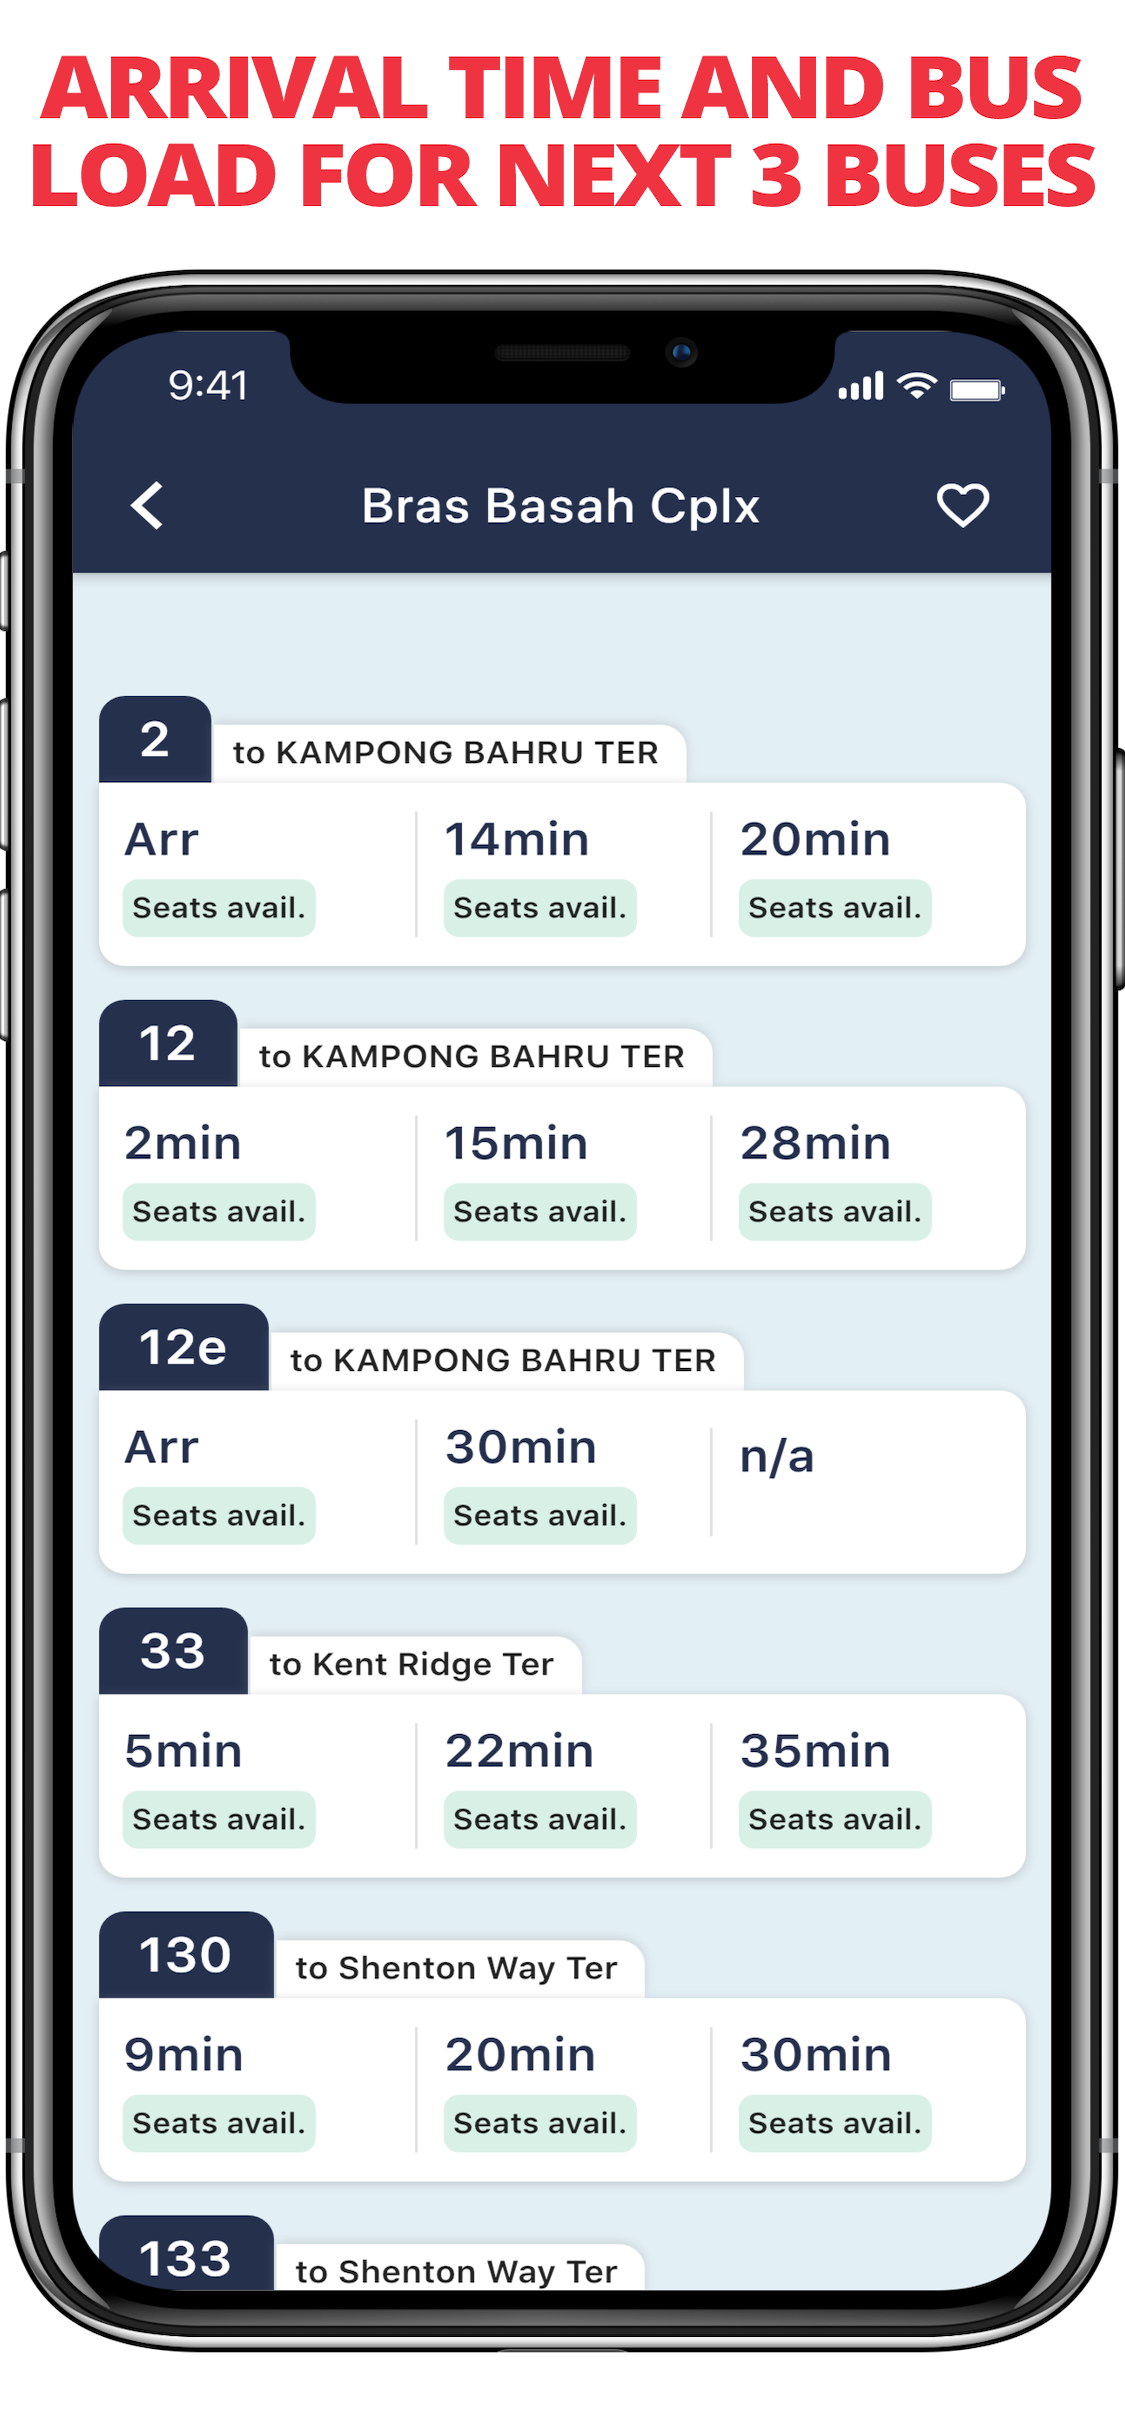 ARRIVAL TIME AND BUS
LOAD FOR NEXT 3 BUSES
9:41
Bras Basah Cplx
2 to KAMPONG BAHRU TER
Arr 14min 20min
Seats avail. Seats avail. Seats avail.
12 to KAMPONG BAHRU TER
2min 15min 28min
Seats avail. Seats avail. Seats avail.
12e to KAMPONG BAHRU TER
Arr 30min n/a
Seats avail. Seats avail.
33 to Kent Ridge Ter
5min 22min 35min
Seats avail. Seats avail. Seats avail.
130 to Shenton Way Ter
9min 20min 30min
Seats avail. Seats avail. Seats avail.
133 to Shenton Way Ter